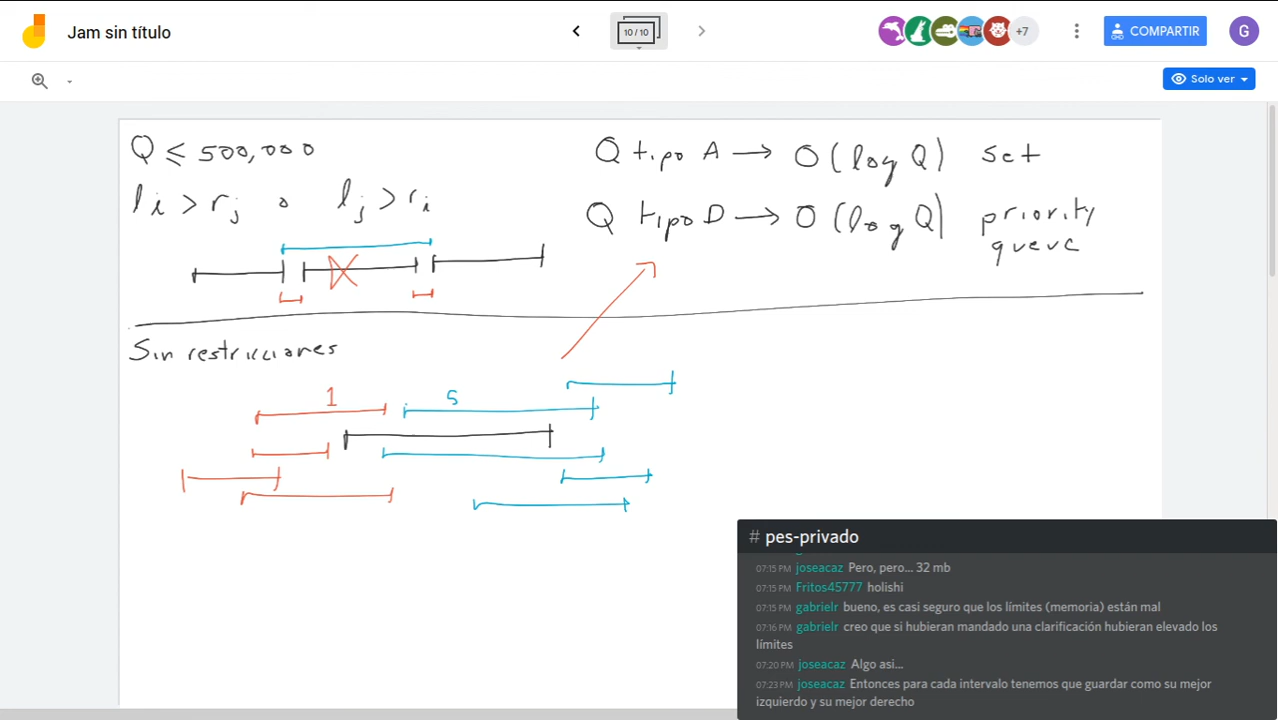 Jam sin título
10 / 10
+7
COMPARTIR
G
Solo ver
Q ≤ 500,000
li > rj o lj > ri
Q tipo A → O(log Q) set
Q tipo D → O(log Q) priority
queue
Sin restricciones
1
5
# pes-privado
07:15 PM joseacaz Pero, pero... 32 mb
07:15 PM Fritos45777 holishi
07:15 PM gabrielr bueno, es casi seguro que los límites (memoria) están mal
07:16 PM gabrielr creo que si hubieran mandado una clarificación hubieran elevado los
límites
07:20 PM joseacaz Algo asi...
07:23 PM joseacaz Entonces para cada intervalo tenemos que guardar como su mejor
izquierdo y su mejor derecho